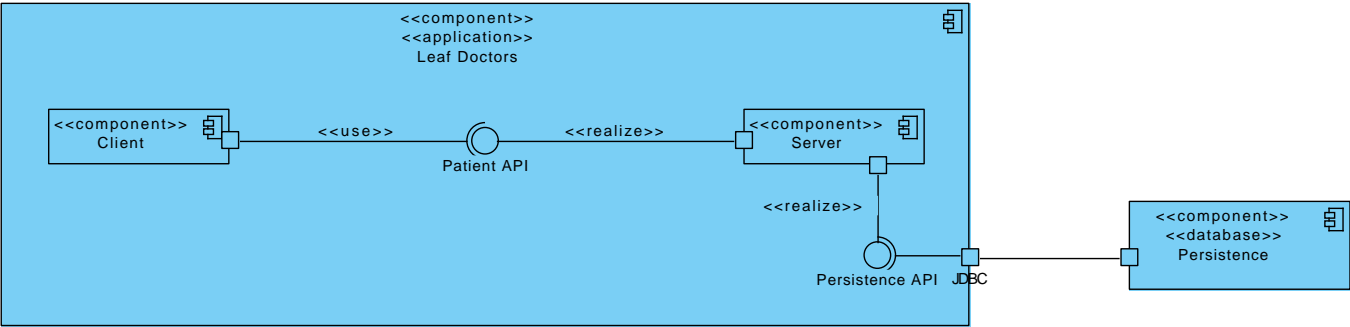 <<component>>
<<application>>
Leaf Doctors
<<component>>
Client
<<use>>
Patient API
<<realize>>
<<component>>
Server
<<realize>>
Persistence API
JDBC
<<component>>
<<database>>
Persistence